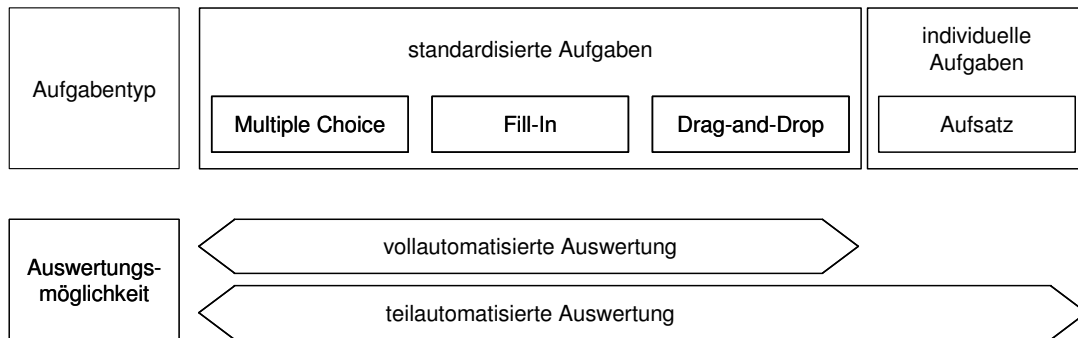 Aufgabentyp
standardisierte Aufgaben
Multiple Choice
Fill-In
Drag-and-Drop
individuelle
Aufgaben
Aufsatz
Auswertungs-
möglichkeit
vollautomatisierte Auswertung
teilautomatisierte Auswertung